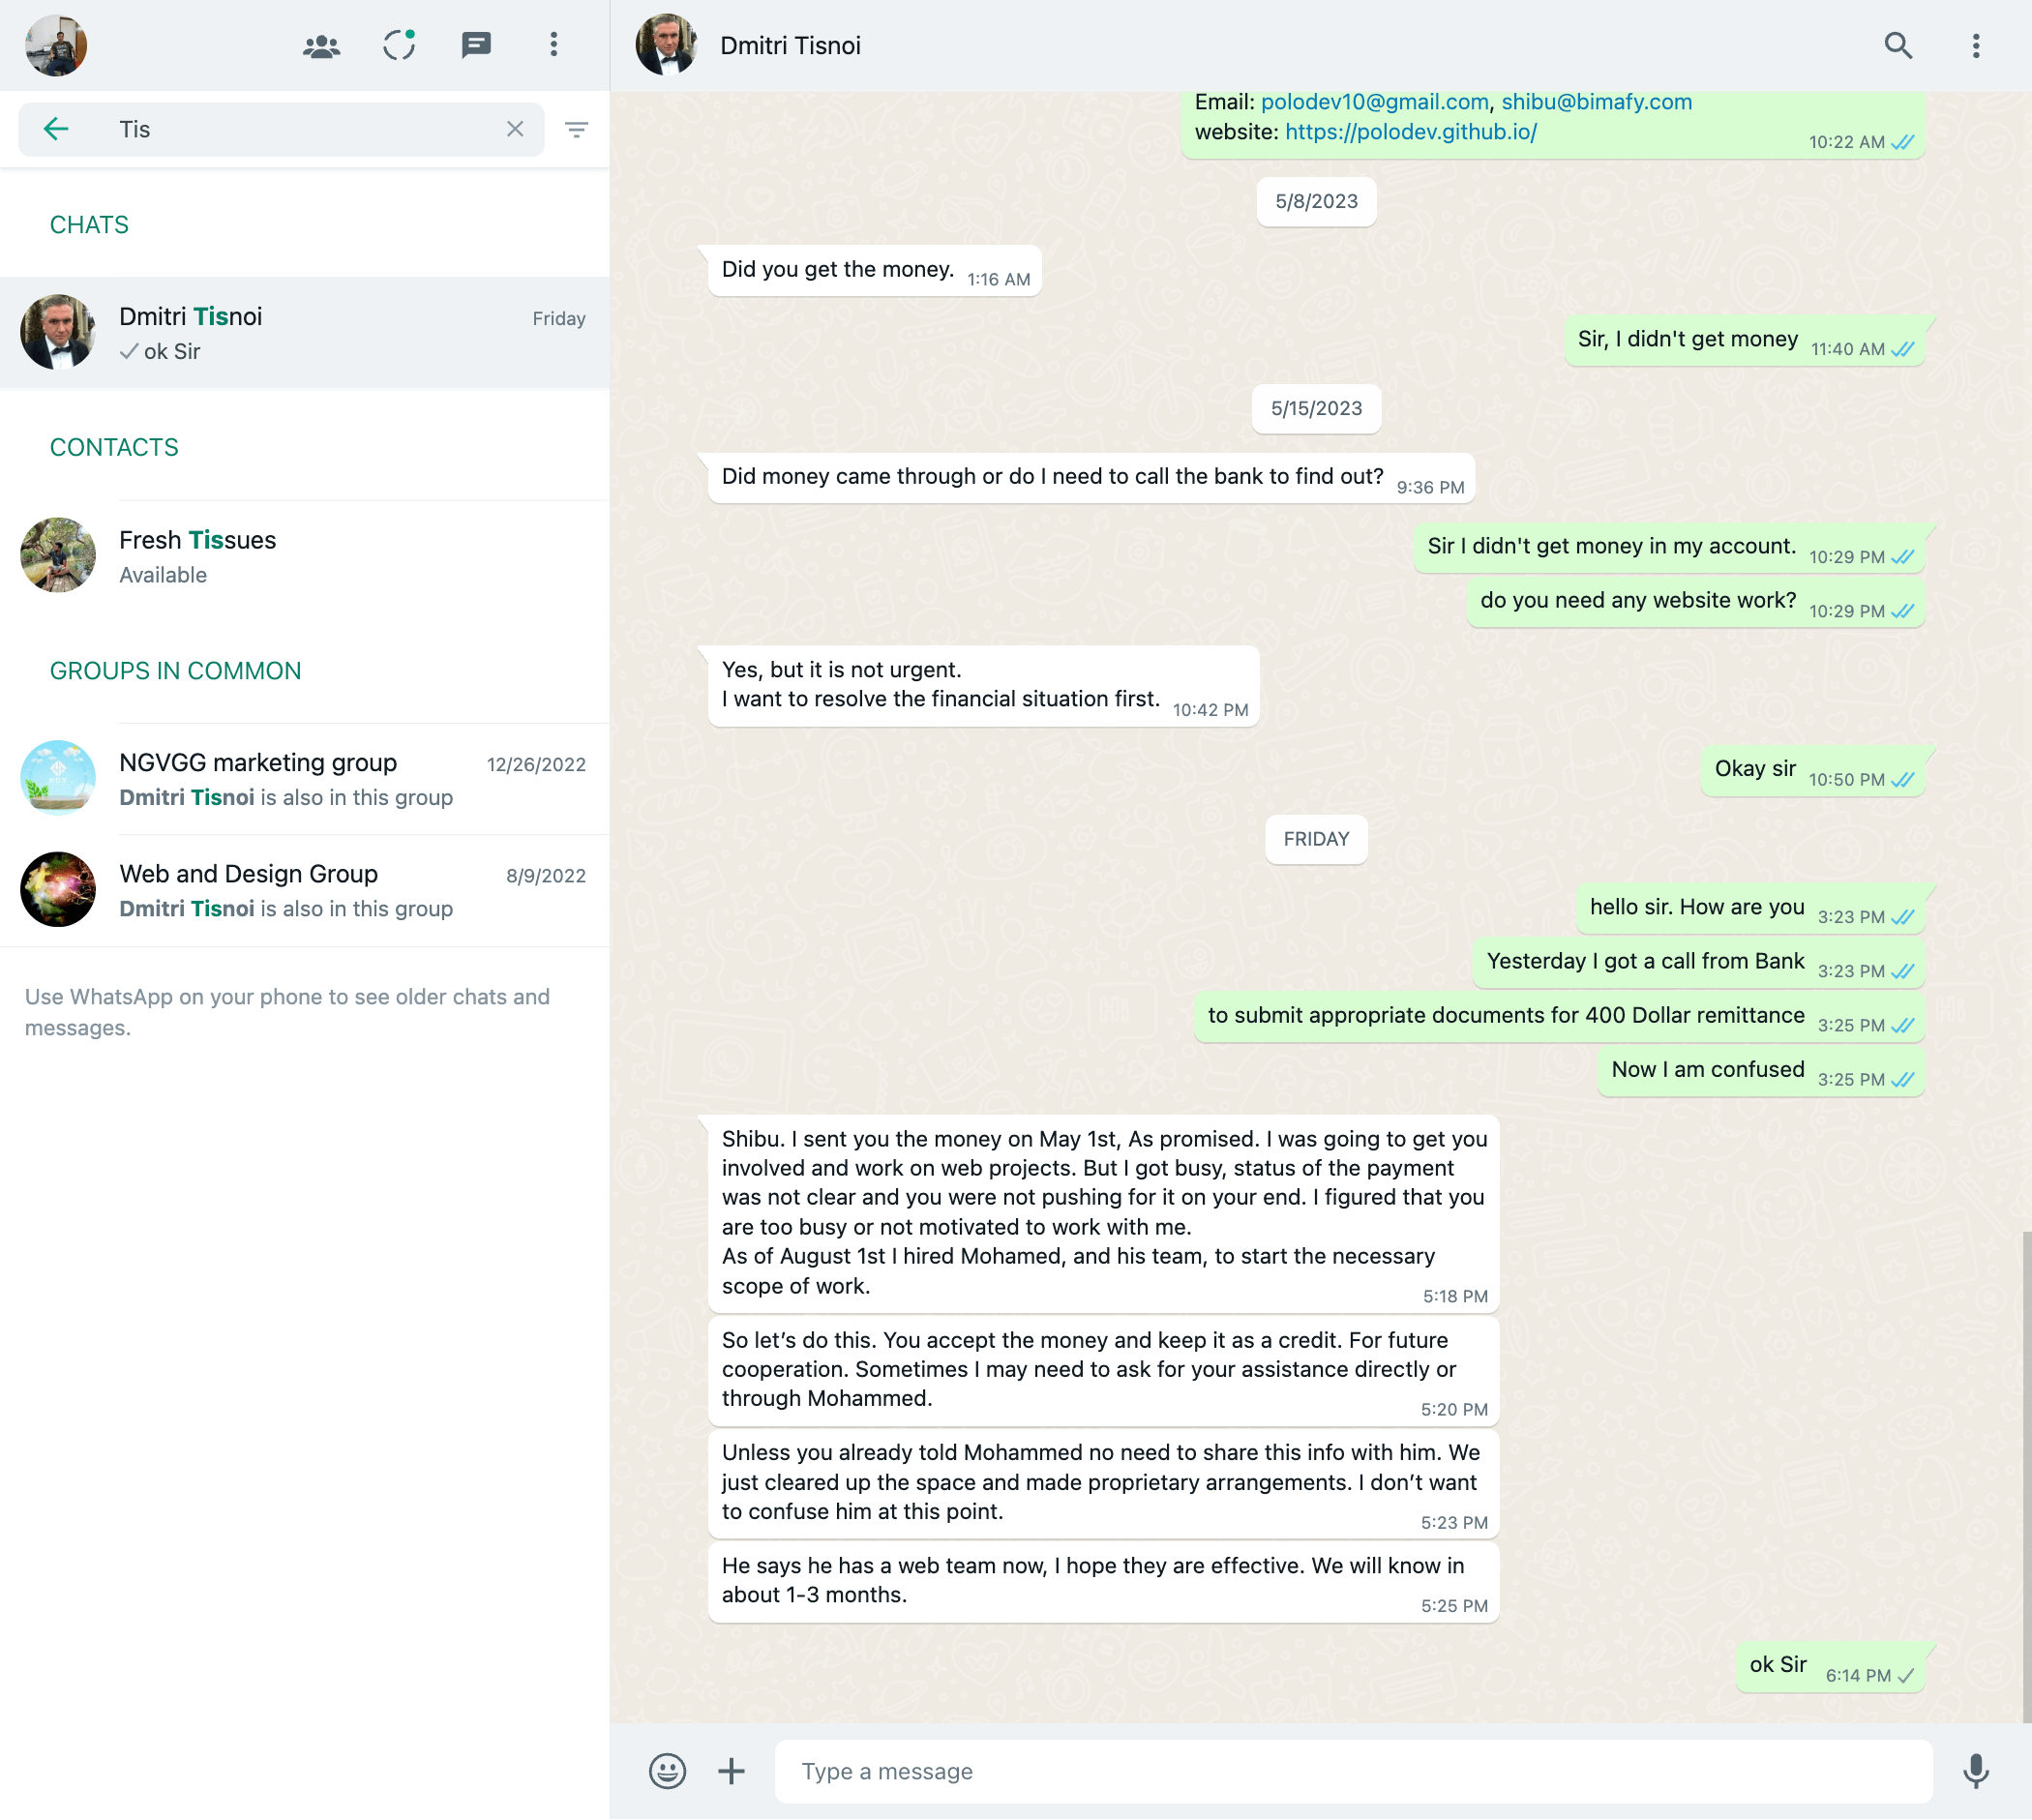 Tis
CHATS
Dmitri Tisnoi
Friday
ok Sir
CONTACTS
Fresh Tissues
Available
GROUPS IN COMMON
NGVGG marketing group
12/26/2022
Dmitri Tisnoi is also in this group
Web and Design Group
8/9/2022
Dmitri Tisnoi is also in this group
Use WhatsApp on your phone to see older chats and
messages.
Dmitri Tisnoi
Email: polodev10@gmail.com, shibu@bimafy.com
website: https://polodev.github.io/
10:22 AM
5/8/2023
Did you get the money. 1:16 AM
Sir, I didn't get money 11:40 AM
5/15/2023
Did money came through or do I need to call the bank to find out? 9:36 PM
Sir I didn't get money in my account. 10:29 PM
do you need any website work? 10:29 PM
Yes, but it is not urgent.
I want to resolve the financial situation first. 10:42 PM
Okay sir 10:50 PM
FRIDAY
hello sir. How are you 3:23 PM
Yesterday I got a call from Bank 3:23 PM
to submit appropriate documents for 400 Dollar remittance 3:25 PM
Now I am confused 3:25 PM
Shibu. I sent you the money on May 1st, As promised. I was going to get you
involved and work on web projects. But I got busy, status of the payment
was not clear and you were not pushing for it on your end. I figured that you
are too busy or not motivated to work with me.
As of August 1st I hired Mohamed, and his team, to start the necessary
scope of work.
5:18 PM
So let’s do this. You accept the money and keep it as a credit. For future
cooperation. Sometimes I may need to ask for your assistance directly or
through Mohammed.
5:20 PM
Unless you already told Mohammed no need to share this info with him. We
just cleared up the space and made proprietary arrangements. I don’t want
to confuse him at this point.
5:23 PM
He says he has a web team now, I hope they are effective. We will know in
about 1-3 months.
5:25 PM
ok Sir 6:14 PM
Type a message